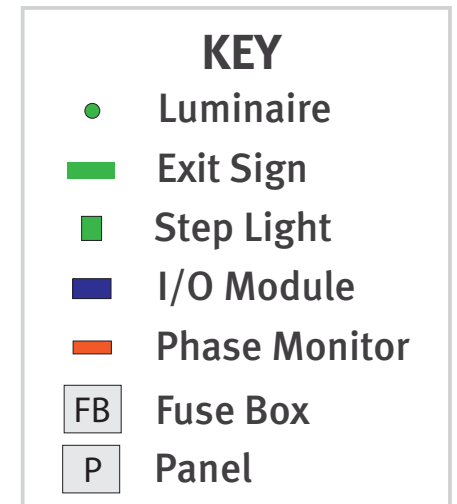 KEY
Luminaire
Exit Sign
Step Light
I/O Module
Phase Monitor
FB Fuse Box
P Panel